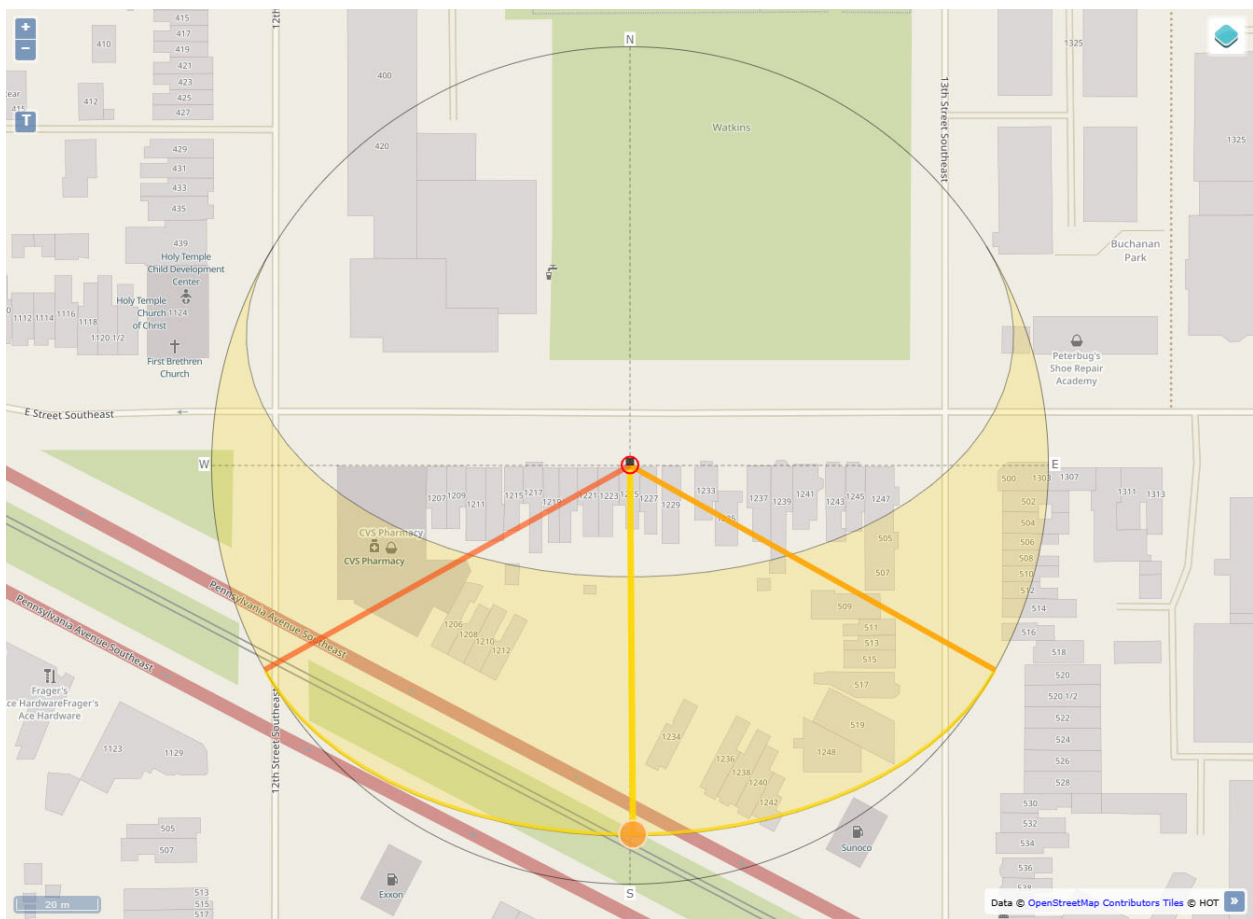 +
−
T
N
S
W
E
12th
415
417
419
421
423
425
427
410
412
415
429
431
433
435
439
Holy Temple
Child Development
Center
Holy Temple
Church
of Christ
1124
First Brethren
Church
1112
1114
1116
1118
1120 1/2
400
420
Watkins
13th Street Southeast
1325
1325
Buchanan
Park
Peterbug's
Shoe Repair
Academy
E Street Southeast
←
1207
1209
1211
1215
1217
1219
1221
1223
1225
1227
1229
1233
1235
1237
1239
1241
1243
1245
1247
505
507
509
511
513
515
517
519
1248
500
1303
1307
1311
1313
502
504
506
508
510
512
514
516
518
520
520 1/2
522
524
526
528
530
532
534
536
538
CVS Pharmacy
CVS Pharmacy
1206
1208
1210
1212
1234
1236
1238
1240
1242
Pennsylvania Avenue Southeast
Pennsylvania Avenue Southeast
12th Street Southeast
Frager's
Ace HardwareFrager's
Ace Hardware
1123
1129
505
507
513
515
517
Exxon
Sunoco
20 m
Data © OpenStreetMap Contributors Tiles © HOT
»